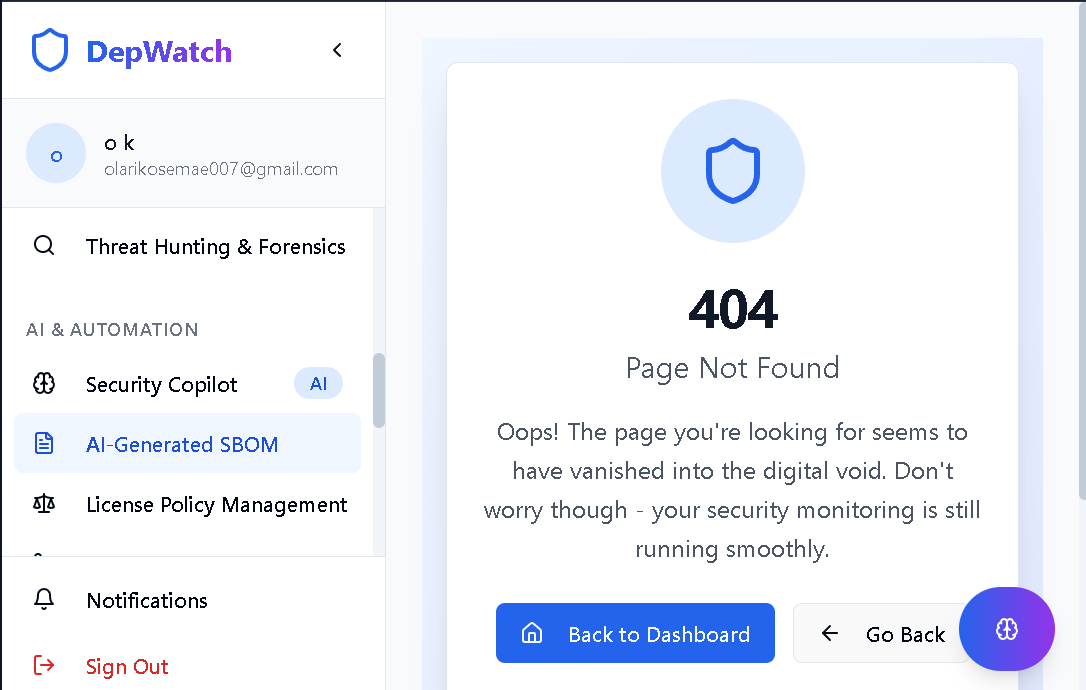 DepWatch
o
o k
olarikosemae007@gmail.com
Threat Hunting & Forensics
AI & AUTOMATION
Security Copilot
AI
AI-Generated SBOM
License Policy Management
Notifications
Sign Out
404
Page Not Found
Oops! The page you're looking for seems to
have vanished into the digital void. Don't
worry though - your security monitoring is still
running smoothly.
Back to Dashboard
Go Back